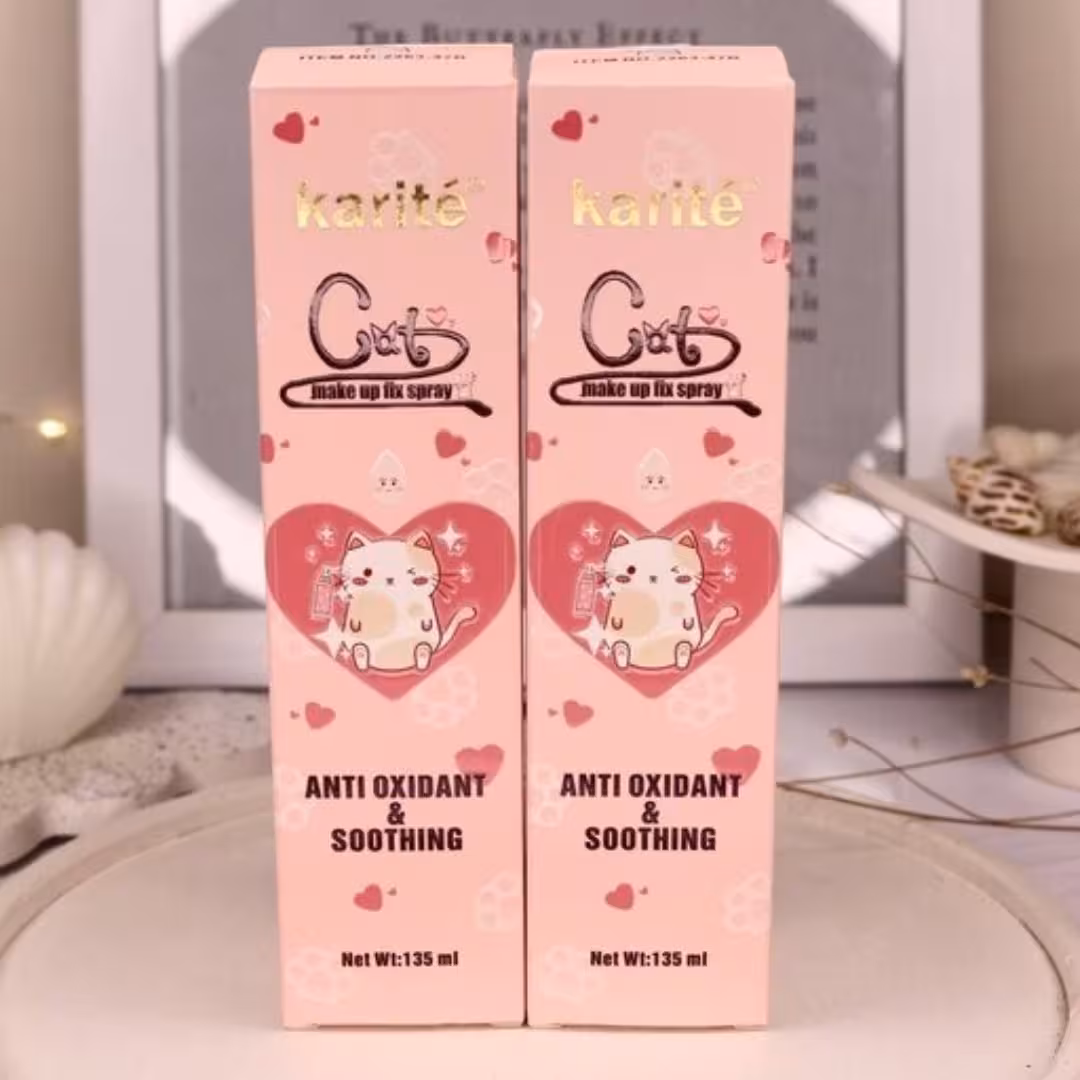 THE BUTTERFLY EFFECT
karité
Cat
make up fix spray
ANTI OXIDANT
&
SOOTHING
Net Wt:135 ml
karité
Cat
make up fix spray
ANTI OXIDANT
&
SOOTHING
Net Wt:135 ml